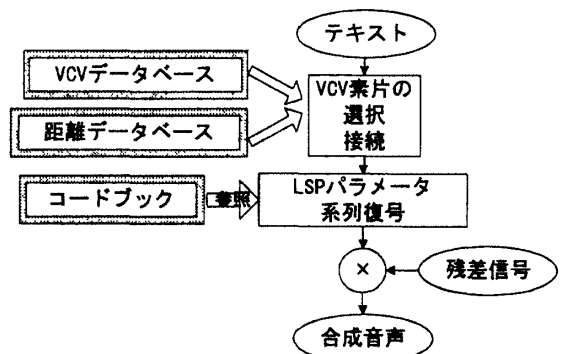 テキスト
VCVデータベース
VCV素片の
選択
接続
距離データベース
コードブック
参照
LSPパラメータ
系列復号
×
残差信号
合成音声